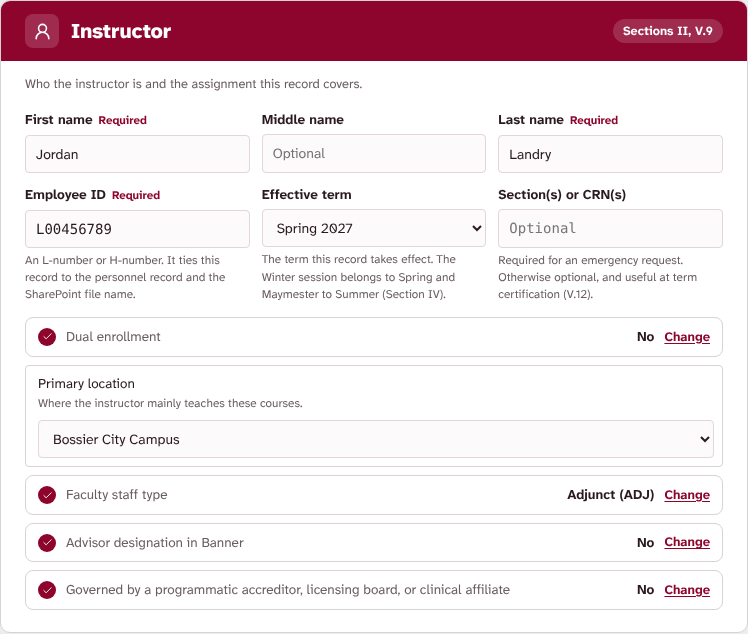 Instructor
Sections II, V.9
Who the instructor is and the assignment this record covers.
First name Required
Middle name
Last name Required
Jordan
Optional
Landry
Employee ID Required
Effective term
Section(s) or CRN(s)
L00456789
Spring 2027
Optional
An L-number or H-number. It ties this
record to the personnel record and the
SharePoint file name.
The term this record takes effect. The
Winter session belongs to Spring and
Maymester to Summer (Section IV).
Required for an emergency request.
Otherwise optional, and useful at term
certification (V.12).
Dual enrollment No Change
Primary location
Where the instructor mainly teaches these courses.
Bossier City Campus
Faculty staff type Adjunct (ADJ) Change
Advisor designation in Banner No Change
Governed by a programmatic accreditor, licensing board, or clinical affiliate No Change